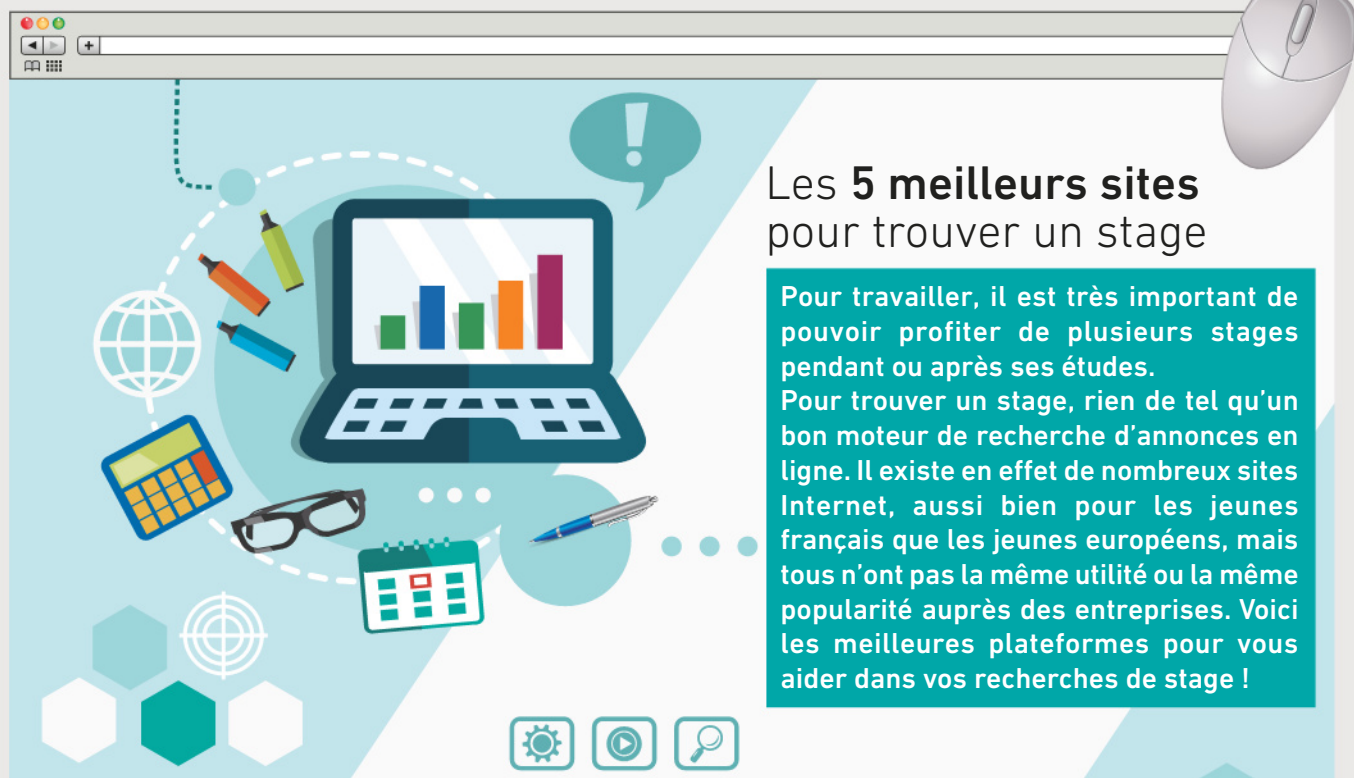 Les 5 meilleurs sites
pour trouver un stage
Pour travailler, il est très important de
pouvoir profiter de plusieurs stages
pendant ou après ses études.
Pour trouver un stage, rien de tel qu'un
bon moteur de recherche d'annonces en
ligne. Il existe en effet de nombreux sites
Internet, aussi bien pour les jeunes
français que les jeunes européens, mais
tous n'ont pas la même utilité ou la même
popularité auprès des entreprises. Voici
les meilleures plateformes pour vous
aider dans vos recherches de stage !